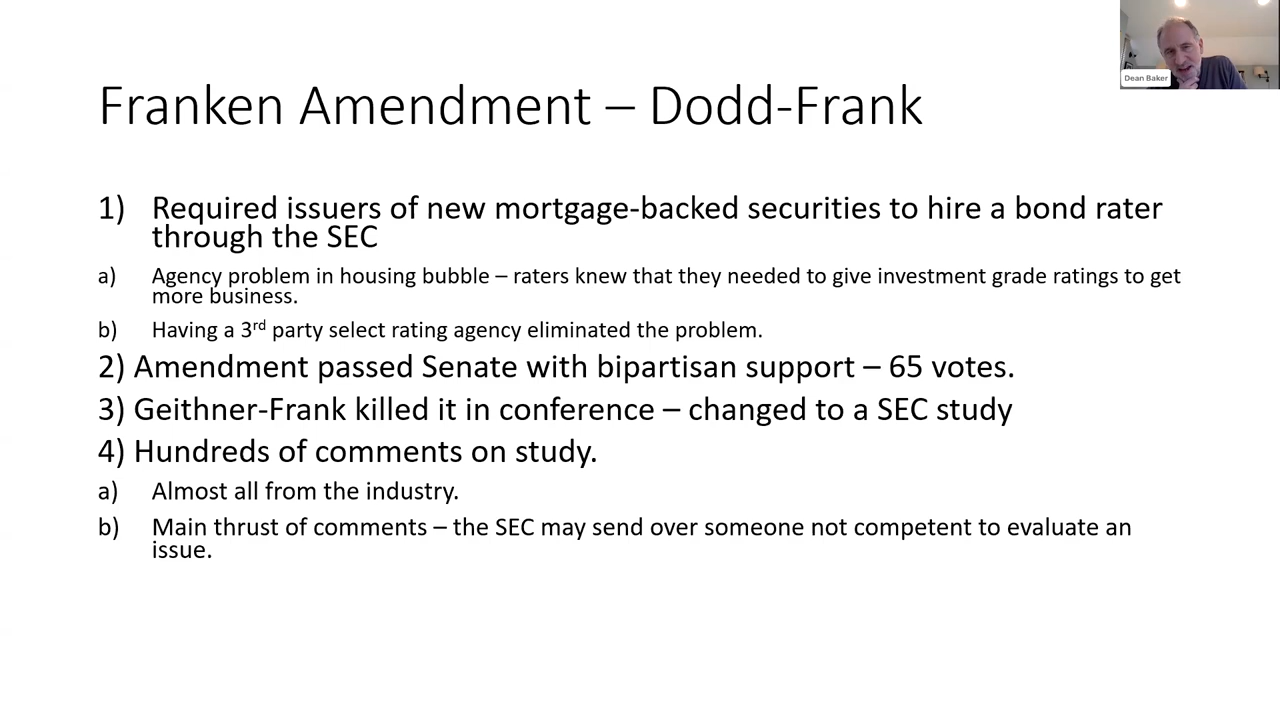 Dean Baker
Franken Amendment – Dodd-Frank
1) Required issuers of new mortgage-backed securities to hire a bond rater
through the SEC
a) Agency problem in housing bubble – raters knew that they needed to give investment grade ratings to get
more business.
b) Having a 3rd party select rating agency eliminated the problem.
2) Amendment passed Senate with bipartisan support – 65 votes.
3) Geithner-Frank killed it in conference – changed to a SEC study
4) Hundreds of comments on study.
a) Almost all from the industry.
b) Main thrust of comments – the SEC may send over someone not competent to evaluate an
issue.